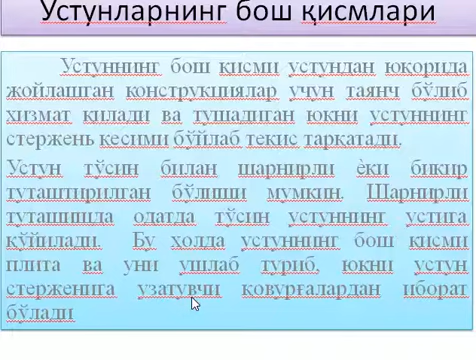 Устунларнинг бош қисмлари
Устуннинг бош қисми устундан юқорида
жойлашган конструкциялар учун таянч бўлиб
хизмат қилади ва тушадиган юкни устуннинг
стержень қесими бўйлаб текис тарқатади.
Устун тўсин билан шарнирли ёки бикир
туташтирилган бўлиши мумкин. Шарнирли
туташишда одатда тўсин устуннинг устига
қўйилади. Бу ҳолда устуннинг бош қисми
плита ва уни ушлаб туриб, юкни устун
стерженига узатувчи қовурғалардан иборат
бўлади